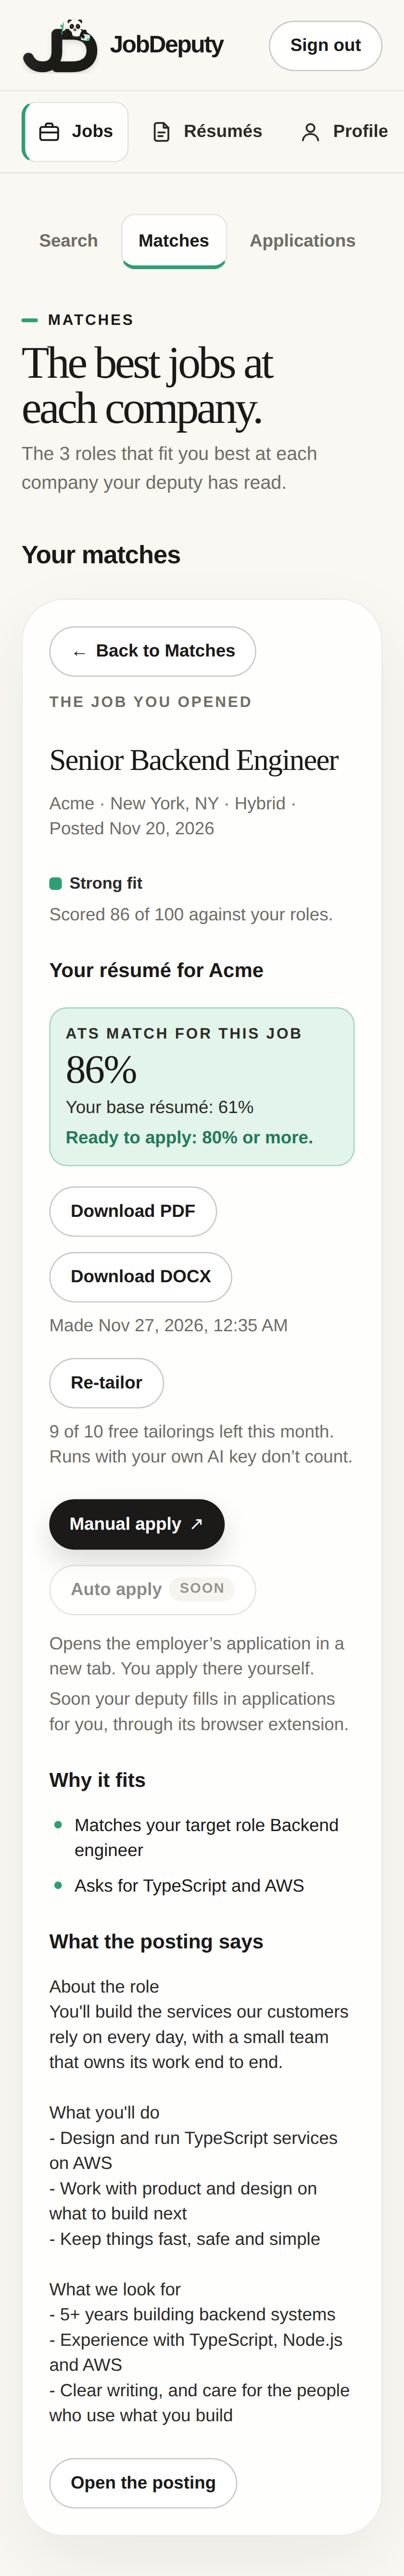 JobDeputy
Sign out
Jobs
Résumés
Profile
Search
Matches
Applications
MATCHES
The best jobs at
each company.
The 3 roles that fit you best at each
company your deputy has read.
Your matches
← Back to Matches
THE JOB YOU OPENED
Senior Backend Engineer
Acme · New York, NY · Hybrid ·
Posted Nov 20, 2026
Strong fit
Scored 86 of 100 against your roles.
Your résumé for Acme
ATS MATCH FOR THIS JOB
86%
Your base résumé: 61%
Ready to apply: 80% or more.
Download PDF
Download DOCX
Made Nov 27, 2026, 12:35 AM
Re-tailor
9 of 10 free tailorings left this month.
Runs with your own AI key don’t count.
Manual apply ↗
Auto apply SOON
Opens the employer’s application in a
new tab. You apply there yourself.
Soon your deputy fills in applications
for you, through its browser extension.
Why it fits
Matches your target role Backend
engineer
Asks for TypeScript and AWS
What the posting says
About the role
You'll build the services our customers
rely on every day, with a small team
that owns its work end to end.
What you'll do
- Design and run TypeScript services
on AWS
- Work with product and design on
what to build next
- Keep things fast, safe and simple
What we look for
- 5+ years building backend systems
- Experience with TypeScript, Node.js
and AWS
- Clear writing, and care for the people
who use what you build
Open the posting